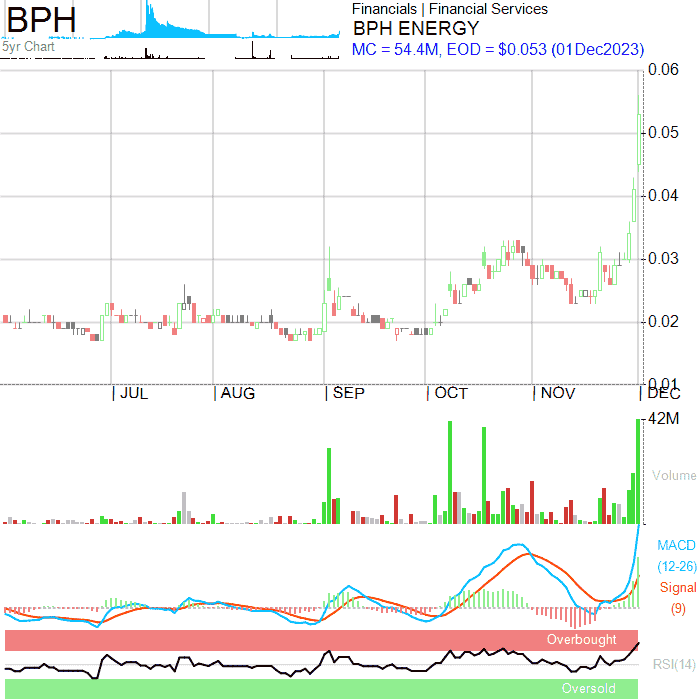 BPH
5yr Chart
Financials | Financial Services
BPH ENERGY
MC = 54.4M, EOD = $0.053 (01Dec2023)
0.06
0.05
0.04
0.03
0.02
0.01
JUL AUG SEP OCT NOV DEC
42M
Volume
MACD
(12-26)
Signal
(9)
Overbought
RSI(14)
Oversold